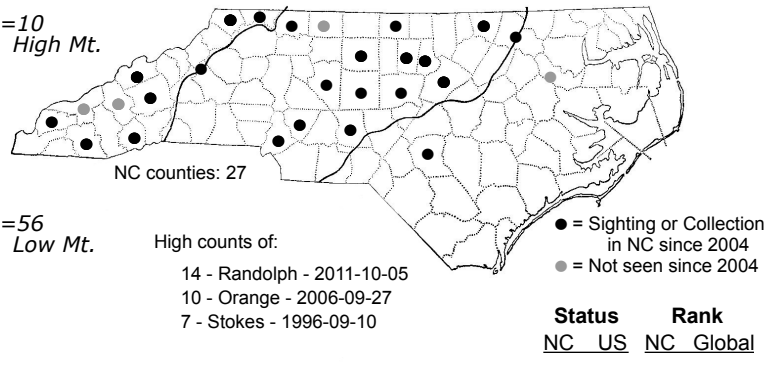 =10
High Mt.
NC counties: 27
=56
Low Mt.
High counts of:
14 - Randolph - 2011-10-05
10 - Orange - 2006-09-27
7 - Stokes - 1996-09-10
= Sighting or Collection
in NC since 2004
= Not seen since 2004
Status Rank
NC US NC Global